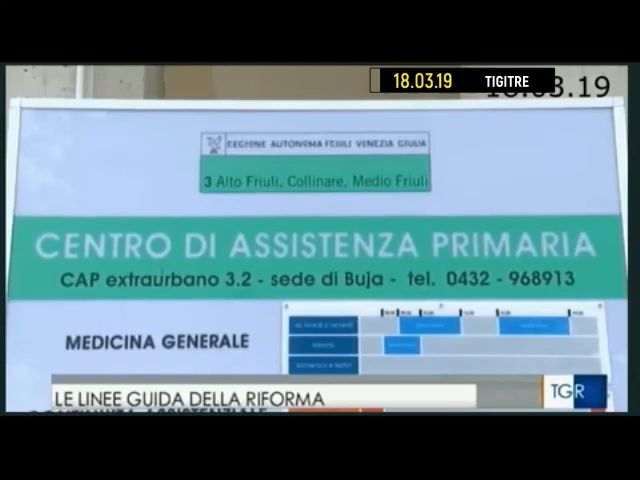 18.03.19 TIGITRE
REGIONE AUTONOMA FRIULI VENEZIA GIULIA
3 Alto Friuli, Collinare, Medio Friuli
CENTRO DI ASSISTENZA PRIMARIA
CAP extraurbano 3.2 - sede di Buja - tel. 0432 - 968913
MEDICINA GENERALE
LE LINEE GUIDA DELLA RIFORMA
TGR
ASSISTENZIALE